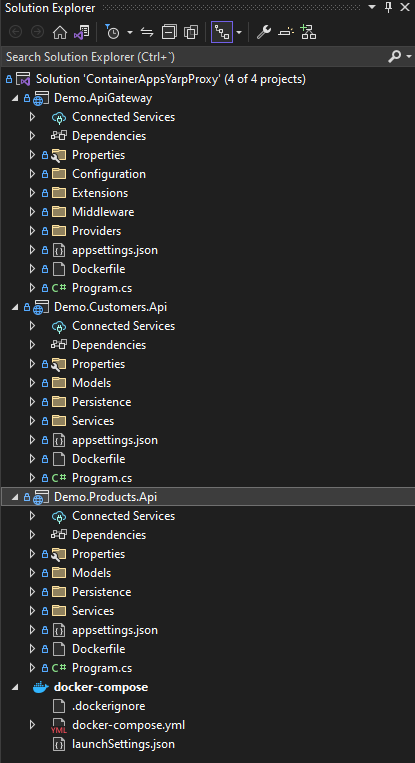 Solution Explorer
Search Solution Explorer (Ctrl+`)
Solution 'ContainerAppsYarpProxy' (4 of 4 projects)
Demo.ApiGateway
Connected Services
Dependencies
Properties
Configuration
Extensions
Middleware
Providers
appsettings.json
Dockerfile
C# Program.cs
Demo.Customers.Api
Connected Services
Dependencies
Properties
Models
Persistence
Services
appsettings.json
Dockerfile
C# Program.cs
Demo.Products.Api
Connected Services
Dependencies
Properties
Models
Persistence
Services
appsettings.json
Dockerfile
C# Program.cs
docker-compose
.dockerignore
YML docker-compose.yml
launchSettings.json